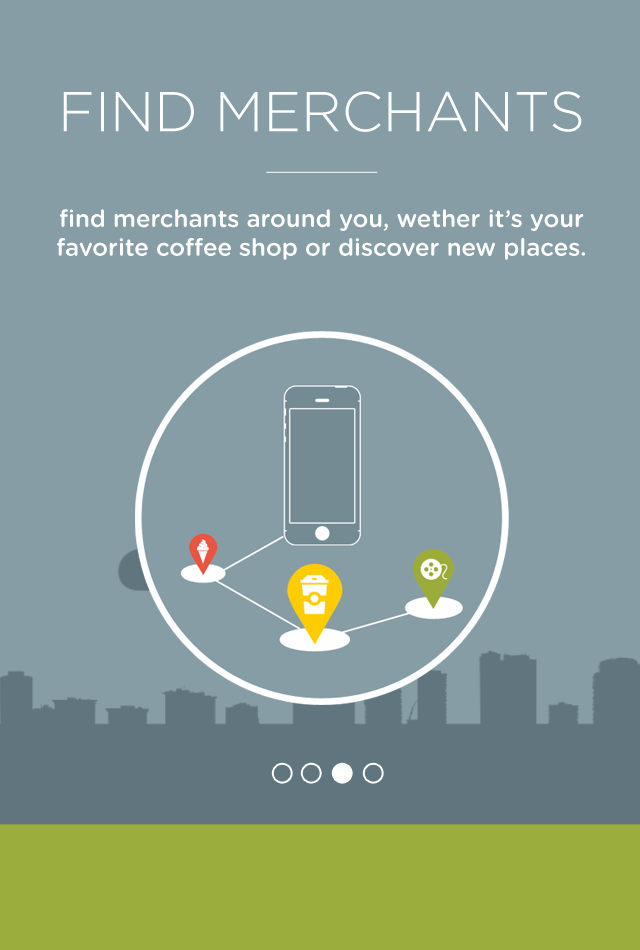 FIND MERCHANTS
find merchants around you, wether it's your
favorite coffee shop or discover new places.